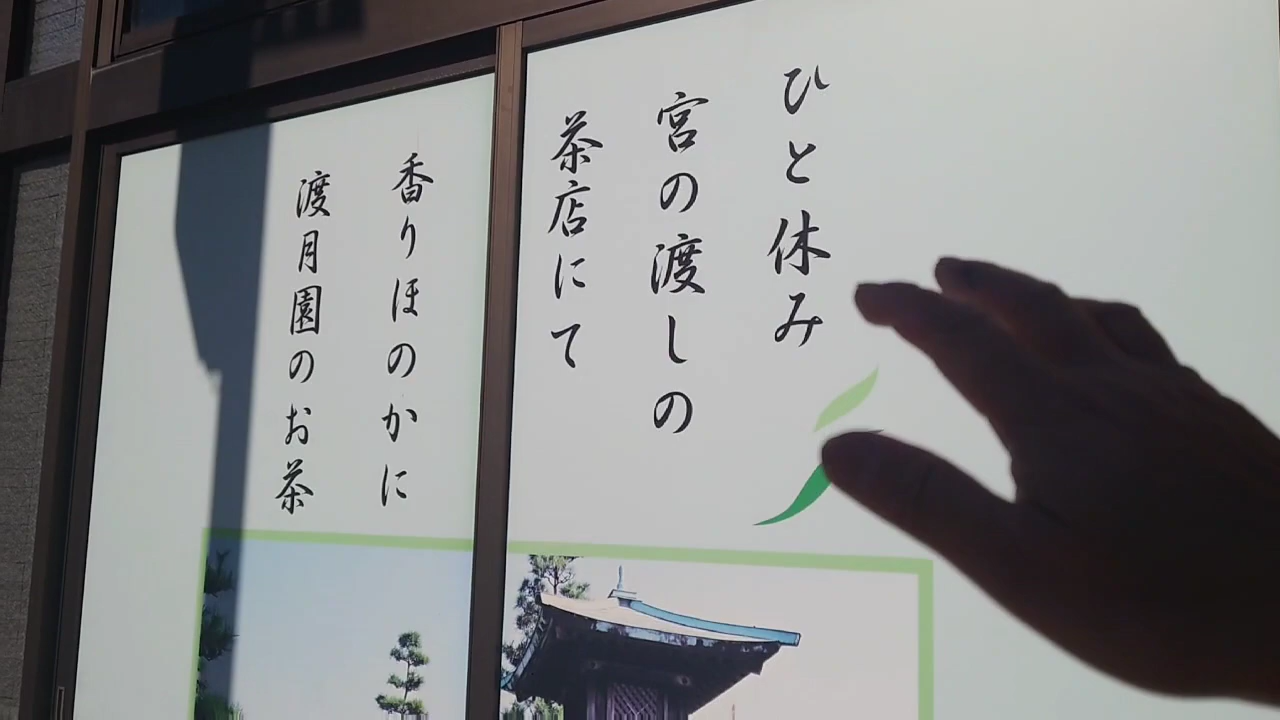 ひと休み
宮の渡しの
茶店にて
香りほのかに
渡月園のお茶